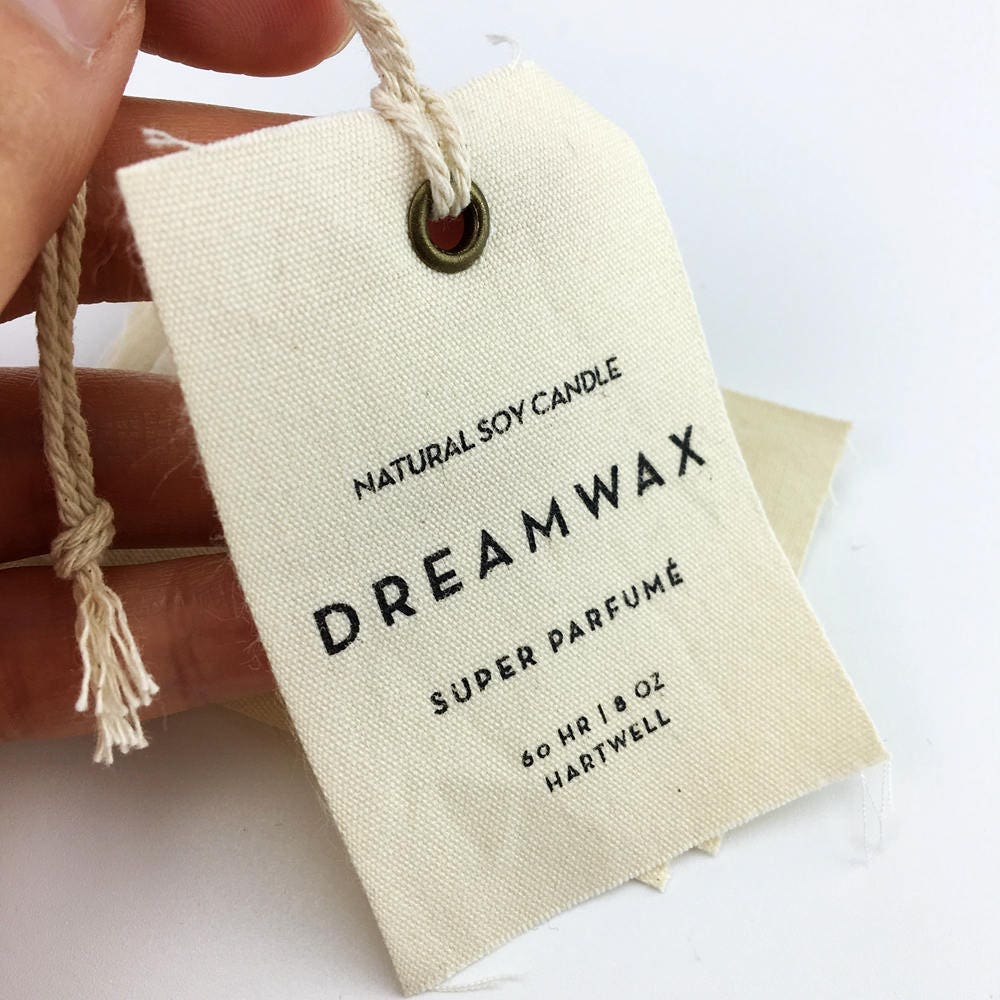 NATURAL SOY CANDLE
DREAMWAX
SUPER PARFUMÉ
60 HR | 8 OZ
HARTWELL